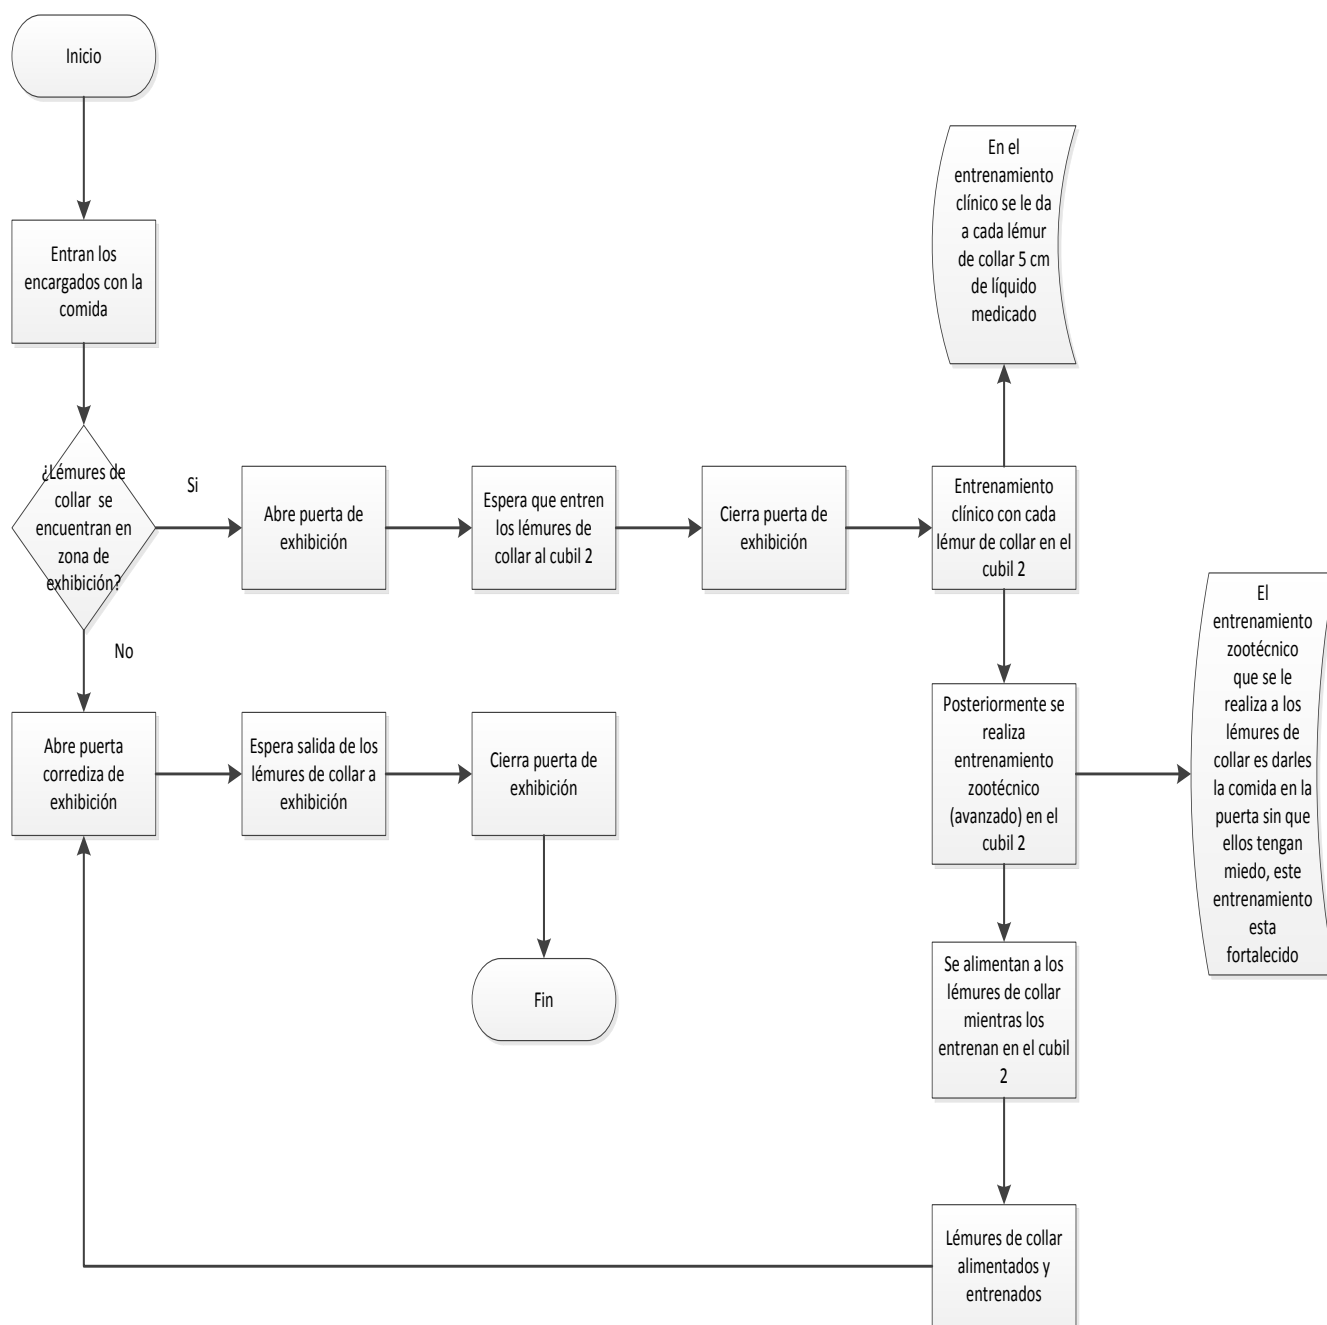 Inicio
Entran los
encargados con la
comida
¿Lémures de
collar se
encuentran en
zona de
exhibición?
Si
No
Abre puerta de
exhibición
Espera que entren
los lémures de
collar al cubil 2
Cierra puerta de
exhibición
Entrenamiento
clínico con cada
lémur de collar en el
cubil 2
En el
entrenamiento
clínico se le da
a cada lémur
de collar 5 cm
de líquido
medicado
Posteriormente se
realiza
entrenamiento
zootécnico
(avanzado) en el
cubil 2
El
entrenamiento
zootécnico
que se le
realiza a los
lémures de
collar es darles
la comida en la
puerta sin que
ellos tengan
miedo, este
entrenamiento
esta
fortalecido
Se alimentan a los
lémures de collar
mientras los
entrenan en el cubil
2
Lémures de collar
alimentados y
entrenados
Abre puerta
corrediza de
exhibición
Espera salida de los
lémures de collar a
exhibición
Cierra puerta de
exhibición
Fin